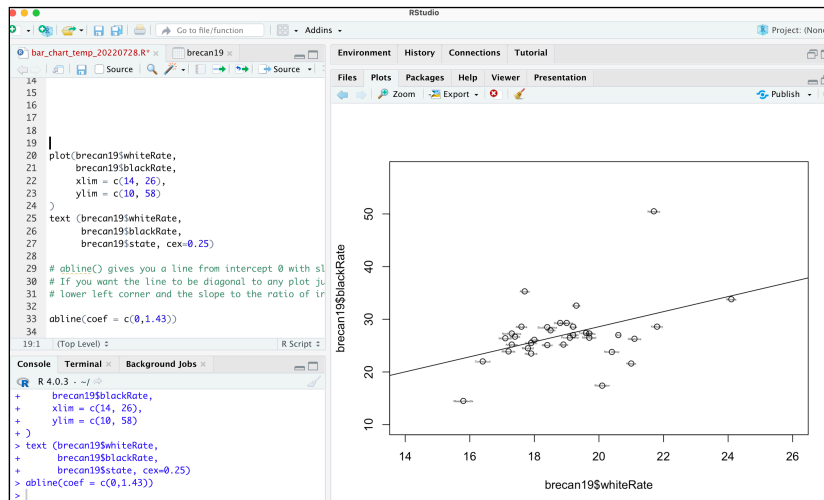 RStudio
Go to file/function
Addins
Project: (None
bar_chart_temp_20220728.R*
brecan19
Source
Source
14
15
16
17
18
19
20 plot(brecan19$whiteRate,
21 brecan19$blackRate,
22 xlim = c(14, 26),
23 ylim = c(10, 58)
24 )
25 text (brecan19$whiteRate,
26 brecan19$blackRate,
27 brecan19$state, cex=0.25)
28
29 # abline() gives you a line from intercept 0 with sl
30 # If you want the line to be diagonal to any plot ju
31 # lower left corner and the slope to the ratio of in
32
33 abline(coef = c(0,1.43))
34
19:1 (Top Level) R Script
Console Terminal Background Jobs
R 4.0.3 · ~/
+ brecan19$blackRate,
+ xlim = c(14, 26),
+ ylim = c(10, 58)
+ )
> text (brecan19$whiteRate,
+ brecan19$blackRate,
+ brecan19$state, cex=0.25)
> abline(coef = c(0,1.43))
>
Environment History Connections Tutorial
Files Plots Packages Help Viewer Presentation
Zoom Export Publish
brecan19$blackRate
50
40
30
20
10
14 16 18 20 22 24 26
brecan19$whiteRate